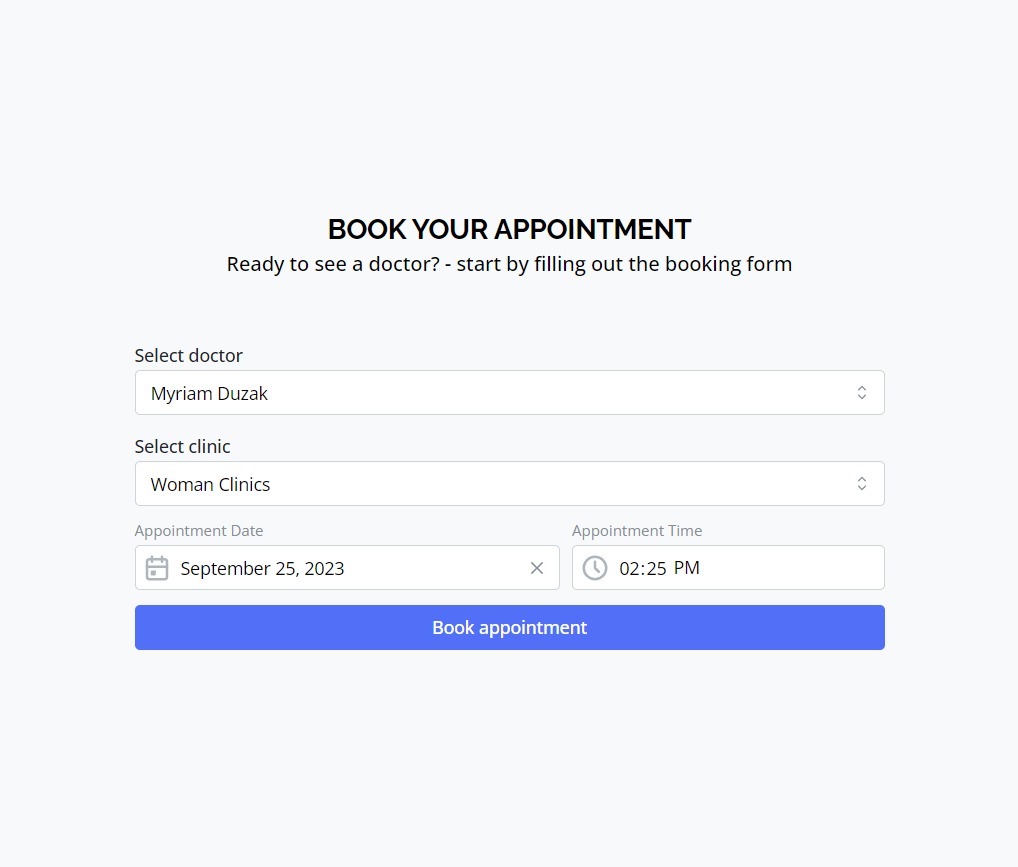 BOOK YOUR APPOINTMENT
Ready to see a doctor? - start by filling out the booking form
Select doctor
Myriam Duzak
Select clinic
Woman Clinics
Appointment Date
Appointment Time
September 25, 2023
02:25 PM
Book appointment